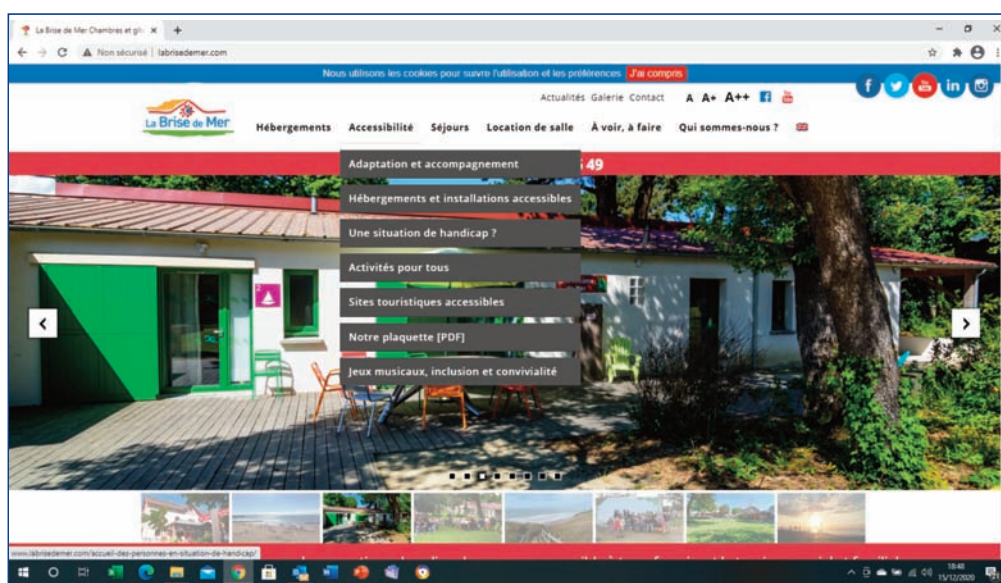 La Brise de Mer Chambres et gît
Non sécurisé | labrisedemer.com
Nous utilisons les cookies pour suivre l'utilisation et les préférences J'ai compris
Actualités Galerie Contact A A+ A++
La Brise de Mer
Hébergements Accessibilité Séjours Location de salle À voir, à faire Qui sommes-nous ?
49
Adaptation et accompagnement
Hébergements et installations accessibles
Une situation de handicap ?
Activités pour tous
Sites touristiques accessibles
Notre plaquette [PDF]
Jeux musicaux, inclusion et convivialité
2
www.labrisedemer.com/accueil-des-personnes-en-situation-de-handicap/
18:48
15/12/2020